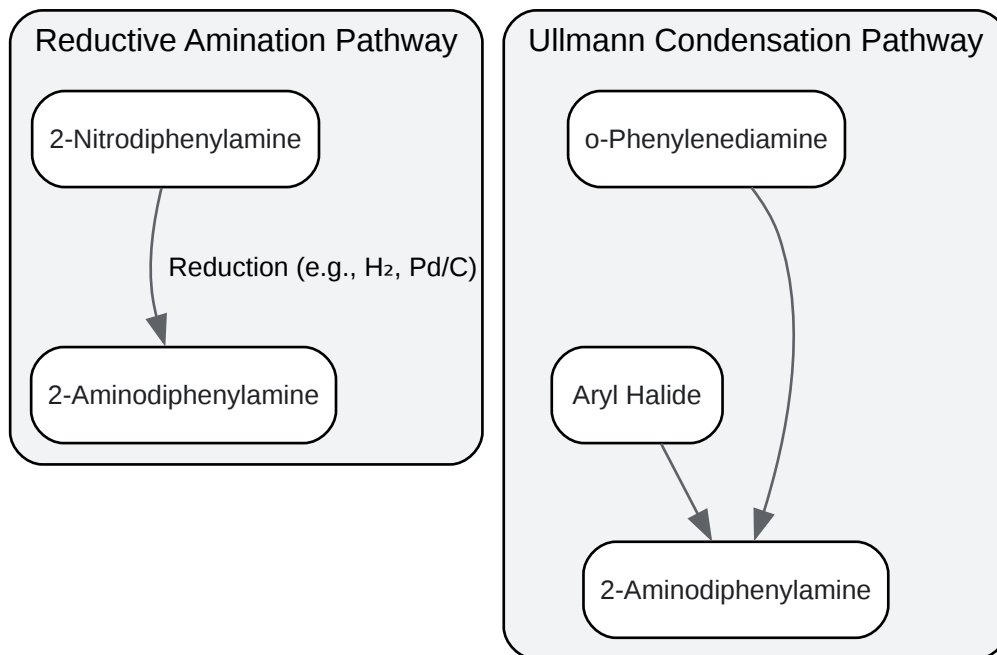 Reductive Amination Pathway
2-Nitrodiphenylamine
Reduction (e.g., H₂, Pd/C)
2-Aminodiphenylamine
Ullmann Condensation Pathway
o-Phenylenediamine
Aryl Halide
2-Aminodiphenylamine